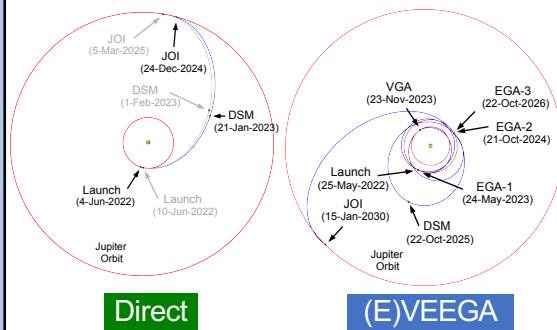 JOI
(5-Mar-2025)
JOI
(24-Dec-2024)
DSM
(1-Feb-2023)
DSM
(21-Jan-2023)
Launch
(4-Jun-2022)
Launch
(10-Jun-2022)
Jupiter
Orbit
Direct
VGA
(23-Nov-2023)
EGA-3
(22-Oct-2026)
EGA-2
(21-Oct-2024)
Launch
(25-May-2022)
EGA-1
(24-May-2023)
JOI
(15-Jan-2030)
DSM
(22-Oct-2025)
Jupiter
Orbit
(E)VEEGA